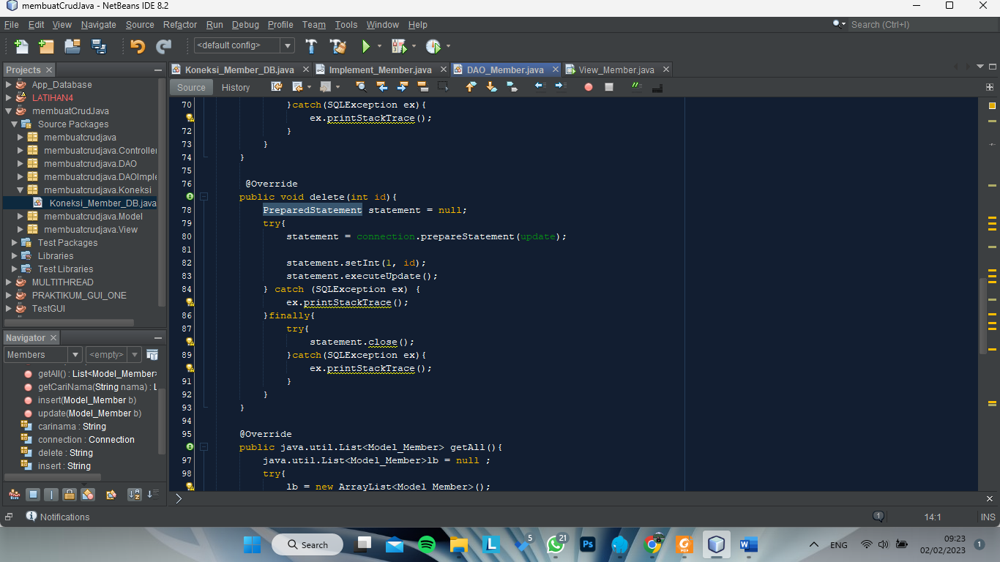 membuatCrudJava - NetBeans IDE 8.2
File Edit View Navigate Source Refactor Run Debug Profile Team Tools Window Help
Search (Ctrl+I)
<default config>
Projects
Koneksi_Member_DB.java
Implement_Member.java
DAO_Member.java
View_Member.java
Source History
App_Database
LATIHAN4
membuatCrudJava
Source Packages
membuatcrudjava
membuatcrudjava.Controller
membuatcrudjava.DAO
membuatcrudjava.DAOImple
membuatcrudjava.Koneksi
Koneksi_Member_DB.java
membuatcrudjava.Model
membuatcrudjava.View
Test Packages
Libraries
Test Libraries
MULTITHREAD
PRAKTIKUM_GUI_ONE
TestGUI
Navigator
Members <empty>
getAll() : List<Model_Member>
getCariNama(String nama) : L
insert(Model_Member b)
update(Model_Member b)
carinama : String
connection : Connection
delete : String
insert : String
70 }catch(SQLException ex){
ex.printStackTrace();
72 }
73 }
74 }
75
76 @Override
public void delete(int id){
78 PreparedStatement statement = null;
79 try{
80 statement = connection.prepareStatement(update);
81
82 statement.setInt(1, id);
83 statement.executeUpdate();
84 } catch (SQLException ex) {
ex.printStackTrace();
86 }finally{
87 try{
statement.close();
89 }catch(SQLException ex){
ex.printStackTrace();
91 }
92 }
93 }
94
95 @Override
public java.util.List<Model_Member> getAll(){
97 java.util.List<Model_Member>lb = null ;
98 try{
lb = new ArrayList<Model_Member>();
Notifications
1
14:1 INS
Search
5
21
Ps
L
W
ENG
09:23
02/02/2023
1